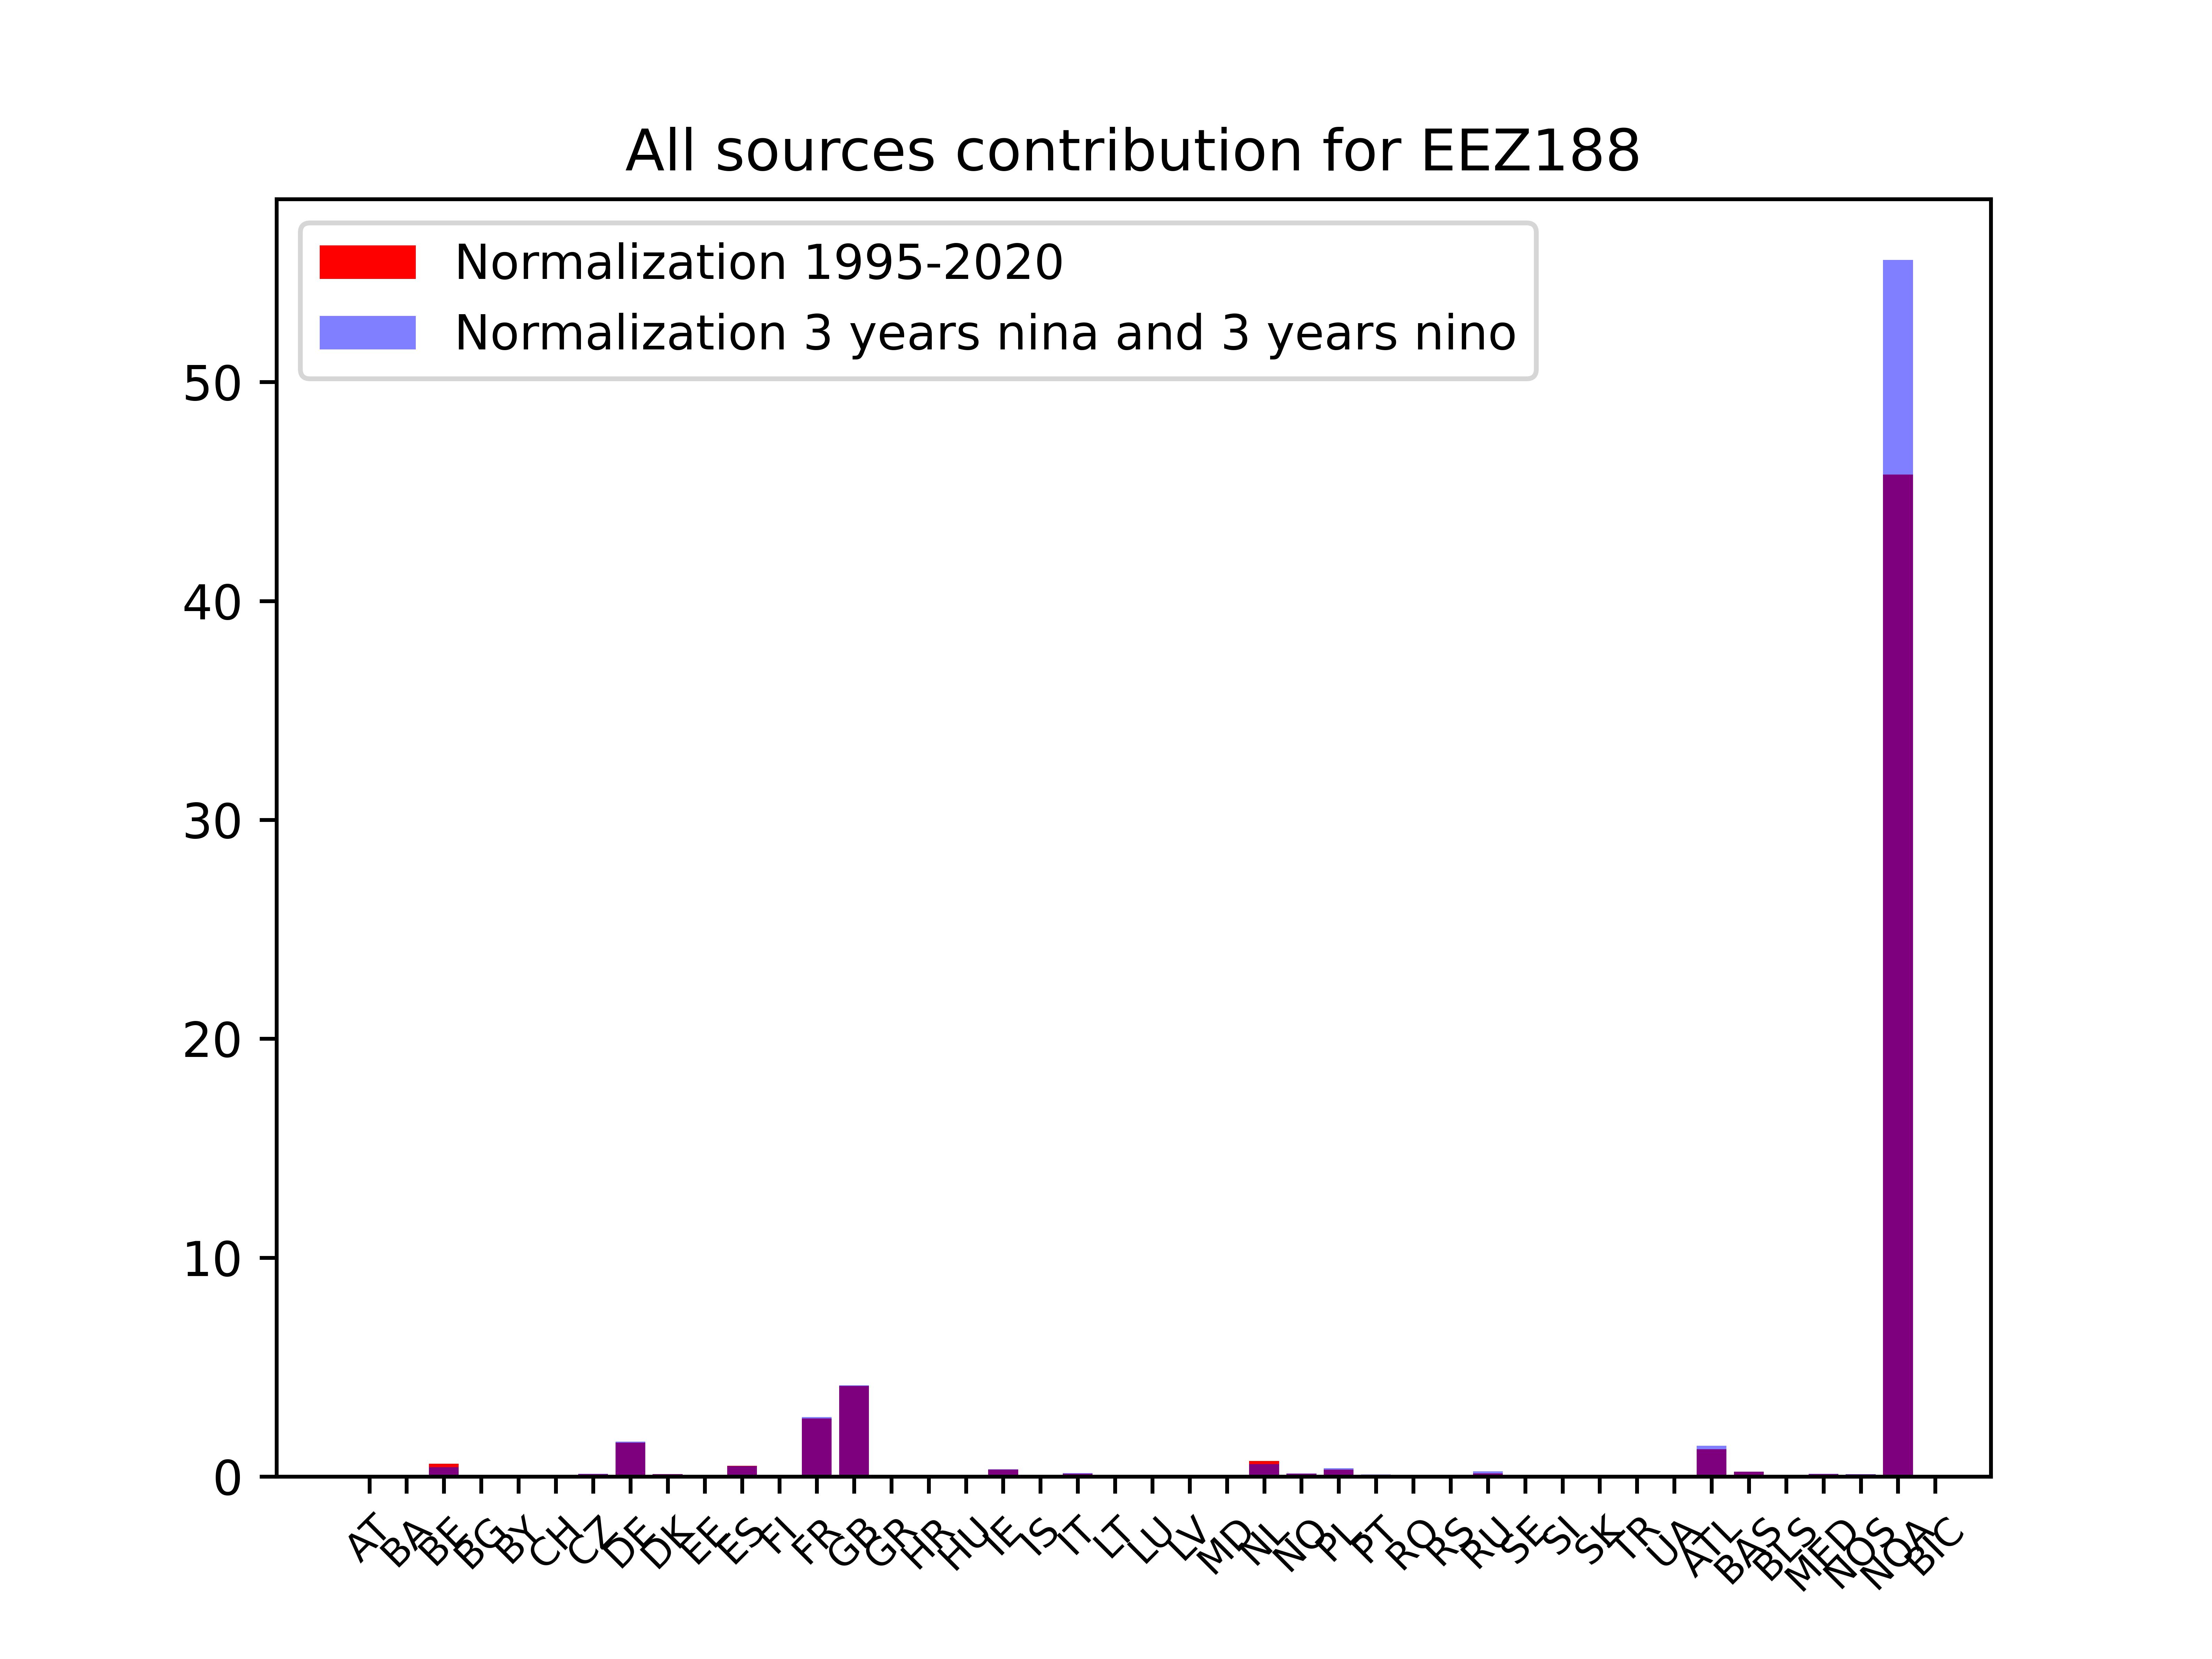 All sources contribution for EEZ188
Normalization 1995-2020
Normalization 3 years nina and 3 years nino
50
40
30
20
10
0
AT BA BE BG BY CH CZ DE DK EE ES FI FR GB GR HR HU IE IS IT LT LU LV MD NL NO PL PT RO RS RU SE SI SK TR UA ATL BAS BLS MED NOS NOA BIC